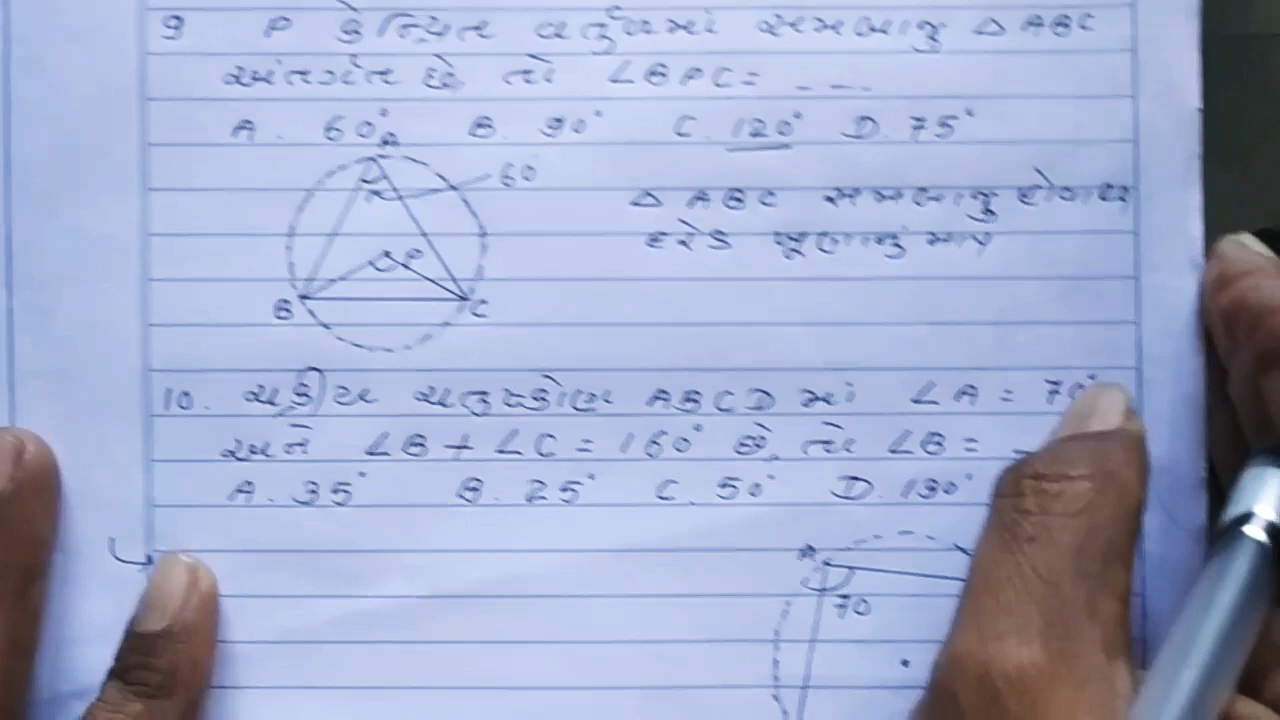 9 P કેન્દ્રિત વર્તુળમાં સમબાજુ △ ABC
અંતર્ગત છે તો ∠BPC = - - -
A. 60° B. 90° C. 120° D. 75°
A
60
△ ABC સમબાજુ હોવાથી
દરેક ખૂણાનું માપ
P
B C
10. ચક્રીય ચતુષ્કોણ ABCD માં ∠A = 70°
અને ∠B + ∠C = 160° છે, તો ∠B = -
A. 35° B. 25° C. 50° D. 130°
A
70